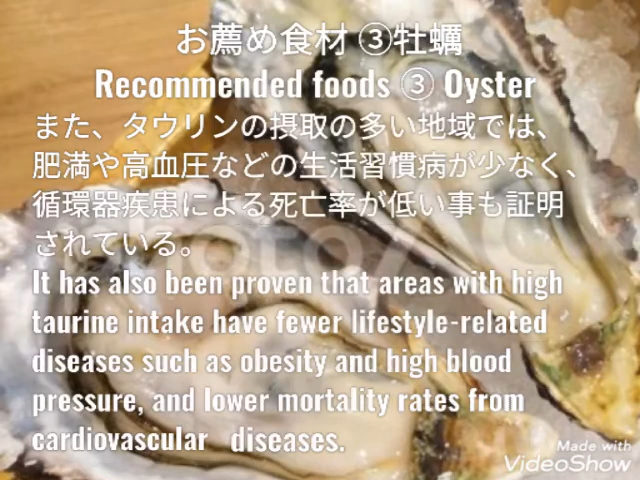 お薦め食材 ③牡蠣
Recommended foods ③ Oyster
また、タウリンの摂取の多い地域では、
肥満や高血圧などの生活習慣病が少なく、
循環器疾患による死亡率が低い事も証明
されている。
It has also been proven that areas with high
taurine intake have fewer lifestyle-related
diseases such as obesity and high blood
pressure, and lower mortality rates from
cardiovascular diseases.
Made with
VideoShow